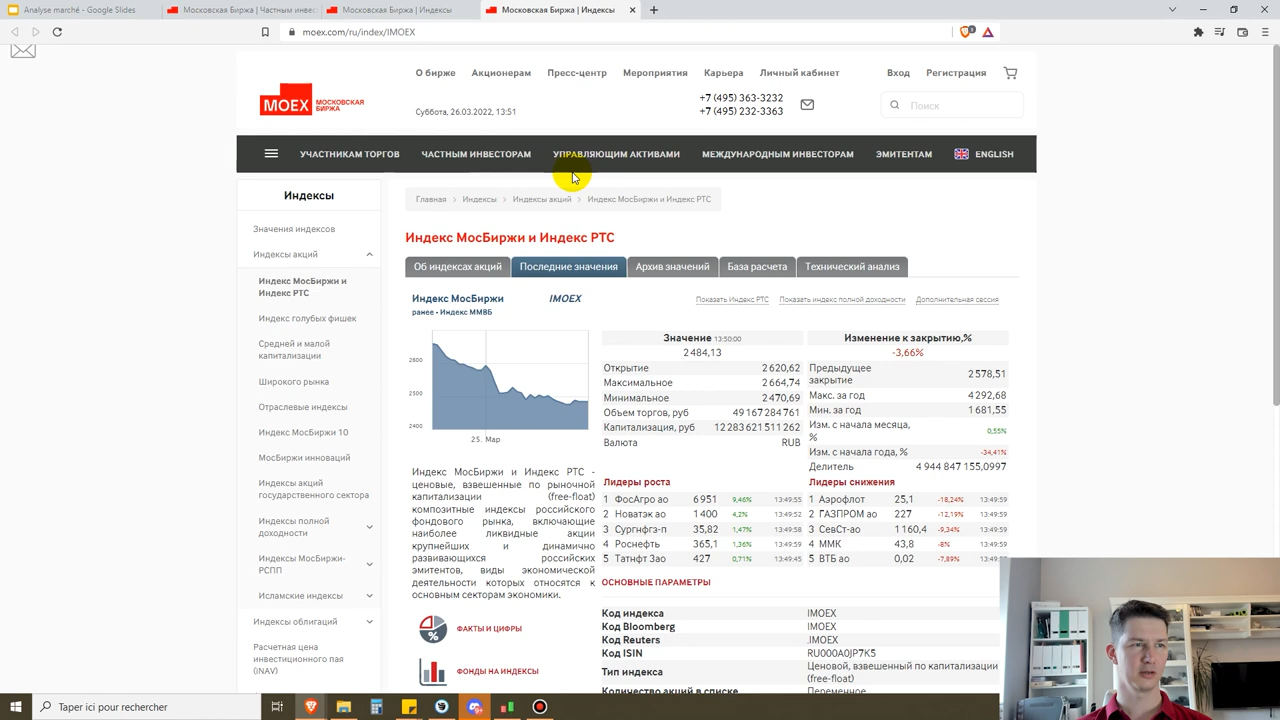 Analyse marché - Google Slides
Московская Биржа | Частным инвес
Московская Биржа | Индексы
Московская Биржа | Индексы
moex.com/ru/index/IMOEX
О бирже Акционерам Пресс-центр Мероприятия Карьера Личный кабинет Вход Регистрация
MOEX МОСКОВСКАЯ БИРЖА
Суббота, 26.03.2022, 13:51
+7 (495) 363-3232
+7 (495) 232-3363
Поиск
УЧАСТНИКАМ ТОРГОВ ЧАСТНЫМ ИНВЕСТОРАМ УПРАВЛЯЮЩИМ АКТИВАМИ МЕЖДУНАРОДНЫМ ИНВЕСТОРАМ ЭМИТЕНТАМ ENGLISH
Индексы
Значения индексов
Индексы акций
Индекс МосБиржи и
Индекс РТС
Индекс голубых фишек
Средней и малой
капитализации
Широкого рынка
Отраслевые индексы
Индекс МосБиржи 10
МосБиржи инноваций
Индексы акций
государственного сектора
Индексы полной
доходности
Индексы МосБиржи-
РСПП
Исламские индексы
Индексы облигаций
Расчетная цена
инвестиционного пая
(iNAV)
Главная > Индексы > Индексы акций > Индекс МосБиржи и Индекс РТС
Индекс МосБиржи и Индекс РТС
Об индексах акций Последние значения Архив значений База расчета Технический анализ
Индекс МосБиржи IMOEX
ранее - Индекс ММВБ
Показать Индекс РТС Показать индекс полной доходности Дополнительная сессия
2600
2500
2400
25. Мар
Значение 13:50:00
2 484,13
Открытие 2 620,62
Максимальное 2 664,74
Минимальное 2 470,69
Объем торгов, руб 49 167 284 761
Капитализация, руб 12 283 621 511 262
Валюта RUB
Изменение к закрытию,%
-3,66%
Предыдущее
закрытие 2 578,51
Макс. за год 4 292,68
Мин. за год 1 681,55
Изм. с начала месяца,
% 0,55%
Изм. с начала года, % -34,41%
Делитель 4 944 847 155,0997
Лидеры роста
1 ФосАгро ао 6 951 9,46% 13:49:55
2 Новатэк ао 1 400 4,2% 13:49:52
3 Сургнфгз-п 35,82 1,47% 13:49:58
4 Роснефть 365,1 1,36% 13:49:59
5 Татнфт 3ао 427 0,71% 13:49:45
Лидеры снижения
1 Аэрофлот 25,1 -18,24% 13:49:59
2 ГАЗПРОМ ао 227 -12,19% 13:49:59
3 СевСт-ао 1 160,4 -9,34% 13:49:59
4 ММК 43,8 -8% 13:49:59
5 ВТБ ао 0,02 -7,89%
Индекс МосБиржи и Индекс РТС -
ценовые, взвешенные по рыночной
капитализации (free-float)
композитные индексы российского
фондового рынка, включающие
наиболее ликвидные акции
крупнейших и динамично
развивающихся российских
эмитентов, виды экономической
деятельности которых относятся к
основным секторам экономики.
ФАКТЫ И ЦИФРЫ
ФОНДЫ НА ИНДЕКСЫ
ОСНОВНЫЕ ПАРАМЕТРЫ
Код индекса IMOEX
Код Bloomberg IMOEX
Код Reuters .IMOEX
Код ISIN RU000A0JP7K5
Тип индекса Ценовой, взвешенный по капитализации
(free-float)
Количество акций в списке Переменное
Taper ici pour rechercher